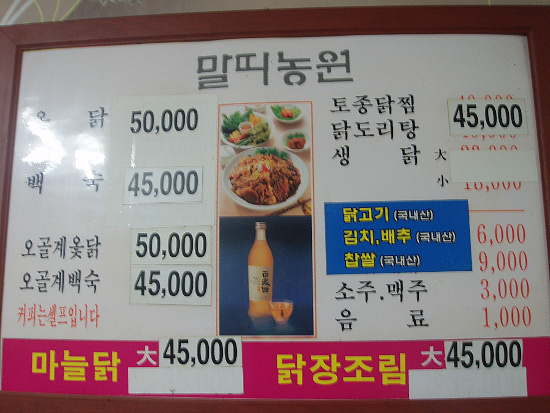 말띠농원
오 닭 50,000
백 숙 45,000
오골계옻닭 50,000
오골계백숙 45,000
커피는셀프입니다
토종닭찜 45,000
닭도리탕
생 닭 大
小 16,000
닭고기 (국내산)
김치,배추 (국내산) 6,000
찹쌀 (국내산) 9,000
소주.맥주 3,000
음 료 1,000
마늘닭 大 45,000
닭장조림 大 45,000